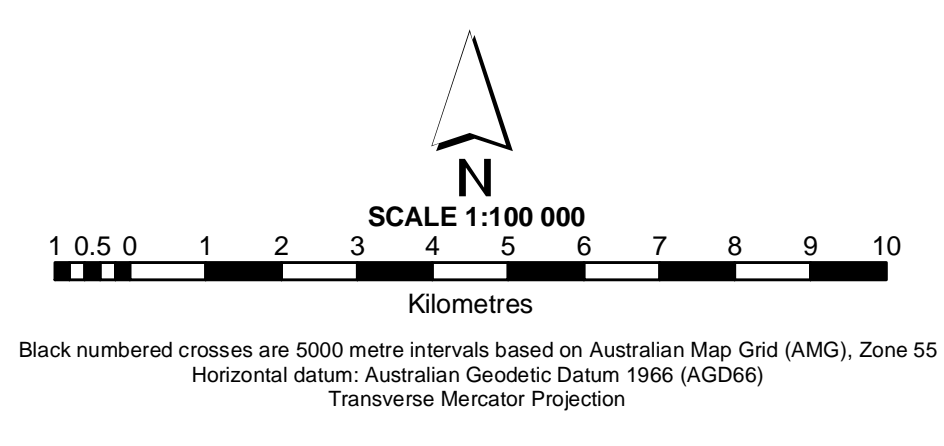 N
SCALE 1:100 000
1 0.5 0 1 2 3 4 5 6 7 8 9 10
Kilometres
Black numbered crosses are 5000 metre intervals based on Australian Map Grid (AMG), Zone 55
Horizontal datum: Australian Geodetic Datum 1966 (AGD66)
Transverse Mercator Projection